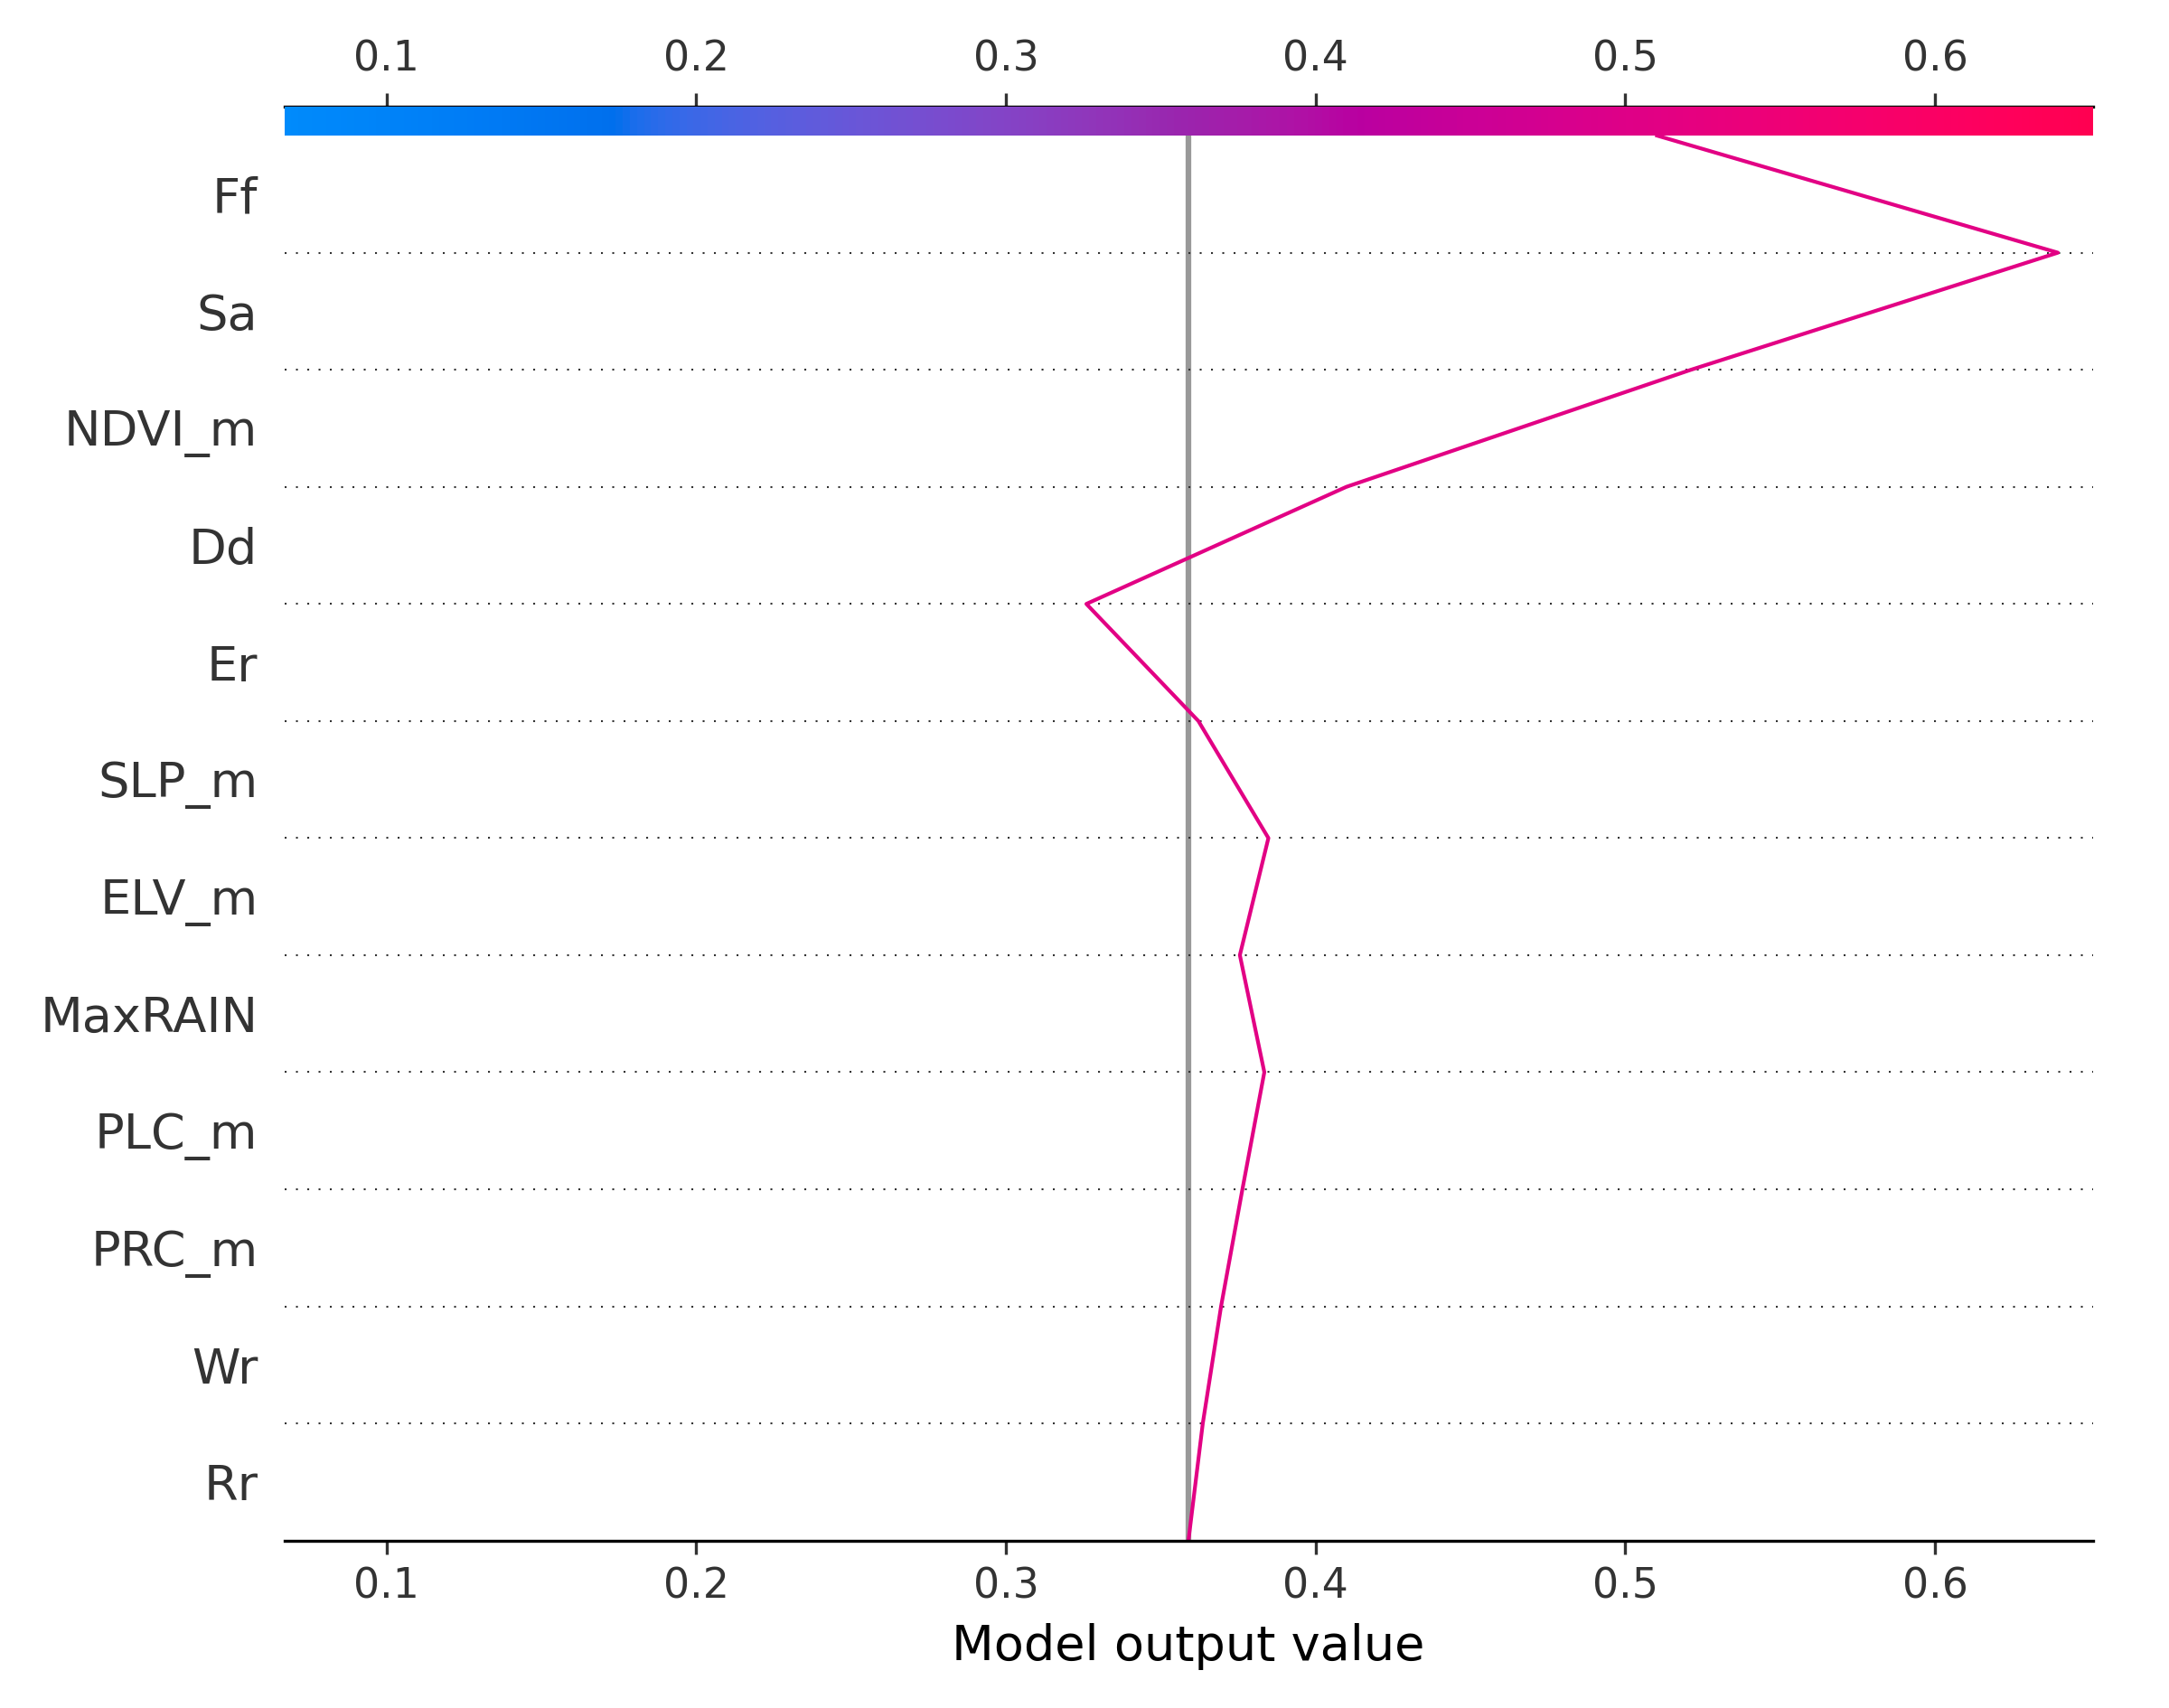 0.1 0.2 0.3 0.4 0.5 0.6
Ff
Sa
NDVI_m
Dd
Er
SLP_m
ELV_m
MaxRAIN
PLC_m
PRC_m
Wr
Rr
0.1 0.2 0.3 0.4 0.5 0.6
Model output value